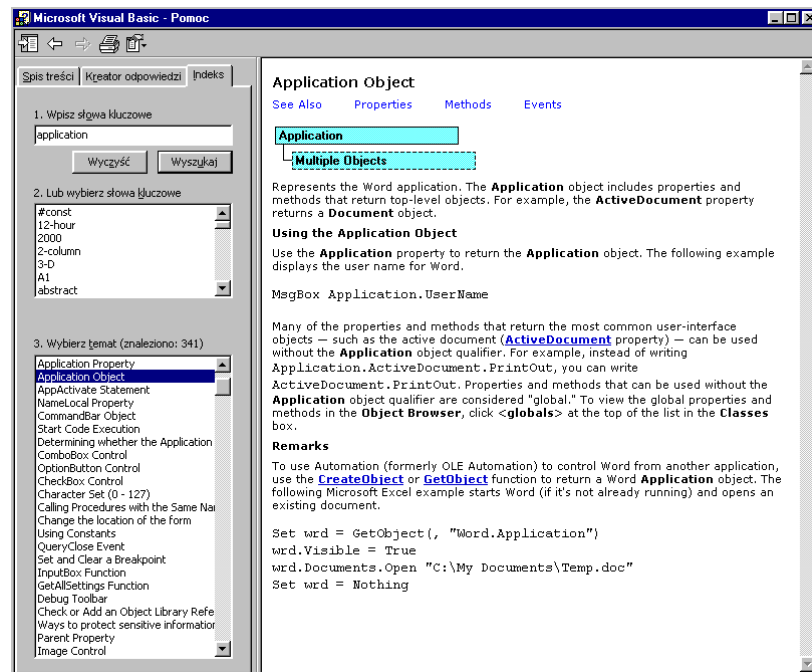 Microsoft Visual Basic - Pomoc
Spis treści
Kreator odpowiedzi
Indeks
1. Wpisz słowa kluczowe
application
Wyczyść
Wyszukaj
2. Lub wybierz słowa kluczowe
#const
12-hour
2000
2-column
3-D
A1
abstract
3. Wybierz temat (znaleziono: 341)
Application Property
Application Object
AppActivate Statement
NameLocal Property
CommandBar Object
Start Code Execution
Determining whether the Application
ComboBox Control
OptionButton Control
CheckBox Control
Character Set (0 - 127)
Calling Procedures with the Same Nar
Change the location of the form
Using Constants
QueryClose Event
Set and Clear a Breakpoint
InputBox Function
GetAllSettings Function
Debug Toolbar
Check or Add an Object Library Refe
Ways to protect sensitive information
Parent Property
Image Control
Application Object
See Also Properties Methods Events
Application
Multiple Objects
Represents the Word application. The Application object includes properties and
methods that return top-level objects. For example, the ActiveDocument property
returns a Document object.
Using the Application Object
Use the Application property to return the Application object. The following example
displays the user name for Word.
MsgBox Application.UserName
Many of the properties and methods that return the most common user-interface
objects — such as the active document (ActiveDocument property) — can be used
without the Application object qualifier. For example, instead of writing
Application.ActiveDocument.PrintOut, you can write
ActiveDocument.PrintOut. Properties and methods that can be used without the
Application object qualifier are considered "global." To view the global properties and
methods in the Object Browser, click <globals> at the top of the list in the Classes
box.
Remarks
To use Automation (formerly OLE Automation) to control Word from another application,
use the CreateObject or GetObject function to return a Word Application object. The
following Microsoft Excel example starts Word (if it's not already running) and opens an
existing document.
Set wrd = GetObject(, "Word.Application")
wrd.Visible = True
wrd.Documents.Open "C:\My Documents\Temp.doc"
Set wrd = Nothing